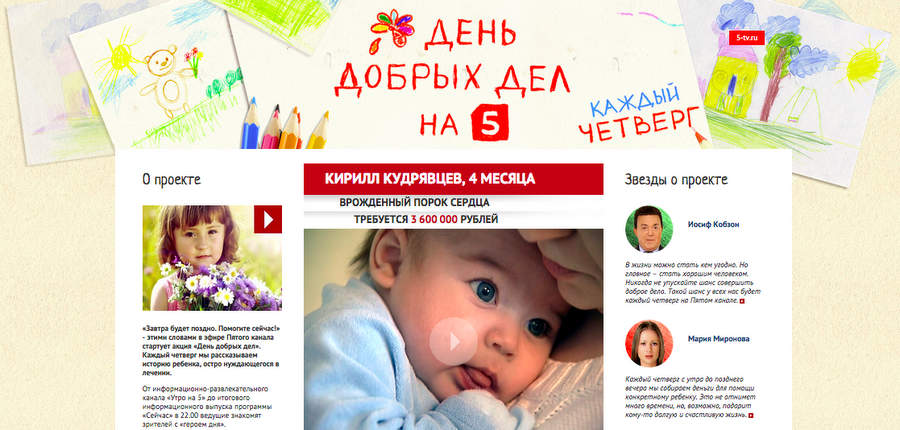 ДЕНЬ
ДОБРЫХ ДЕЛ
НА 5
КАЖДЫЙ
ЧЕТВЕРГ
5-tv.ru
О проекте
«Завтра будет поздно. Помогите сейчас!»
- этими словами в эфире Пятого канала
стартует акция «День добрых дел».
Каждый четверг мы рассказываем
историю ребенка, остро нуждающегося в
лечении.
От информационно-развлекательного
канала «Утро на 5» до итогового
информационного выпуска программы
«Сейчас» в 22.00 ведущие знакомят
зрителей с «героем дня».
КИРИЛЛ КУДРЯВЦЕВ, 4 МЕСЯЦА
ВРОЖДЕННЫЙ ПОРОК СЕРДЦА
ТРЕБУЕТСЯ 3 600 000 РУБЛЕЙ
Звезды о проекте
Иосиф Кобзон
В жизни можно стать кем угодно. Но
главное – стать хорошим человеком.
Никогда не упускайте шанс совершить
доброе дело. Такой шанс у всех нас будет
каждый четверг на Пятом канале.
Мария Миронова
Каждый четверг с утра до позднего
вечера мы собираем деньги для помощи
конкретному ребенку. Это не отнимет
много времени, но, возможно, подарит
кому-то долгую и счастливую жизнь.